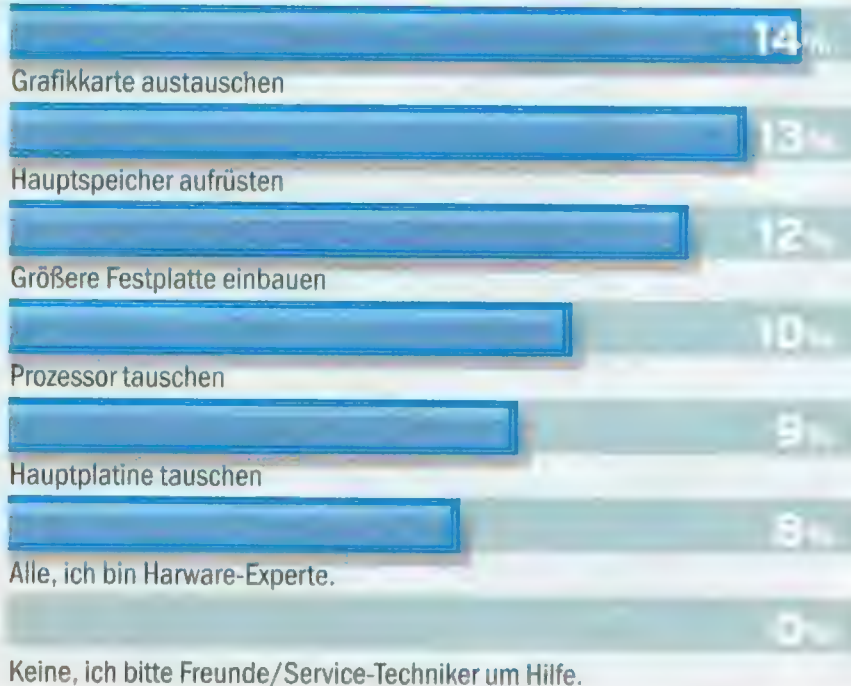 14%
Grafikkarte austauschen
13%
Hauptspeicher aufrüsten
12%
Größere Festplatte einbauen
10%
Prozessor tauschen
9%
Hauptplatine tauschen
8%
Alle, ich bin Harware-Experte.
0%
Keine, ich bitte Freunde/Service-Techniker um Hilfe.